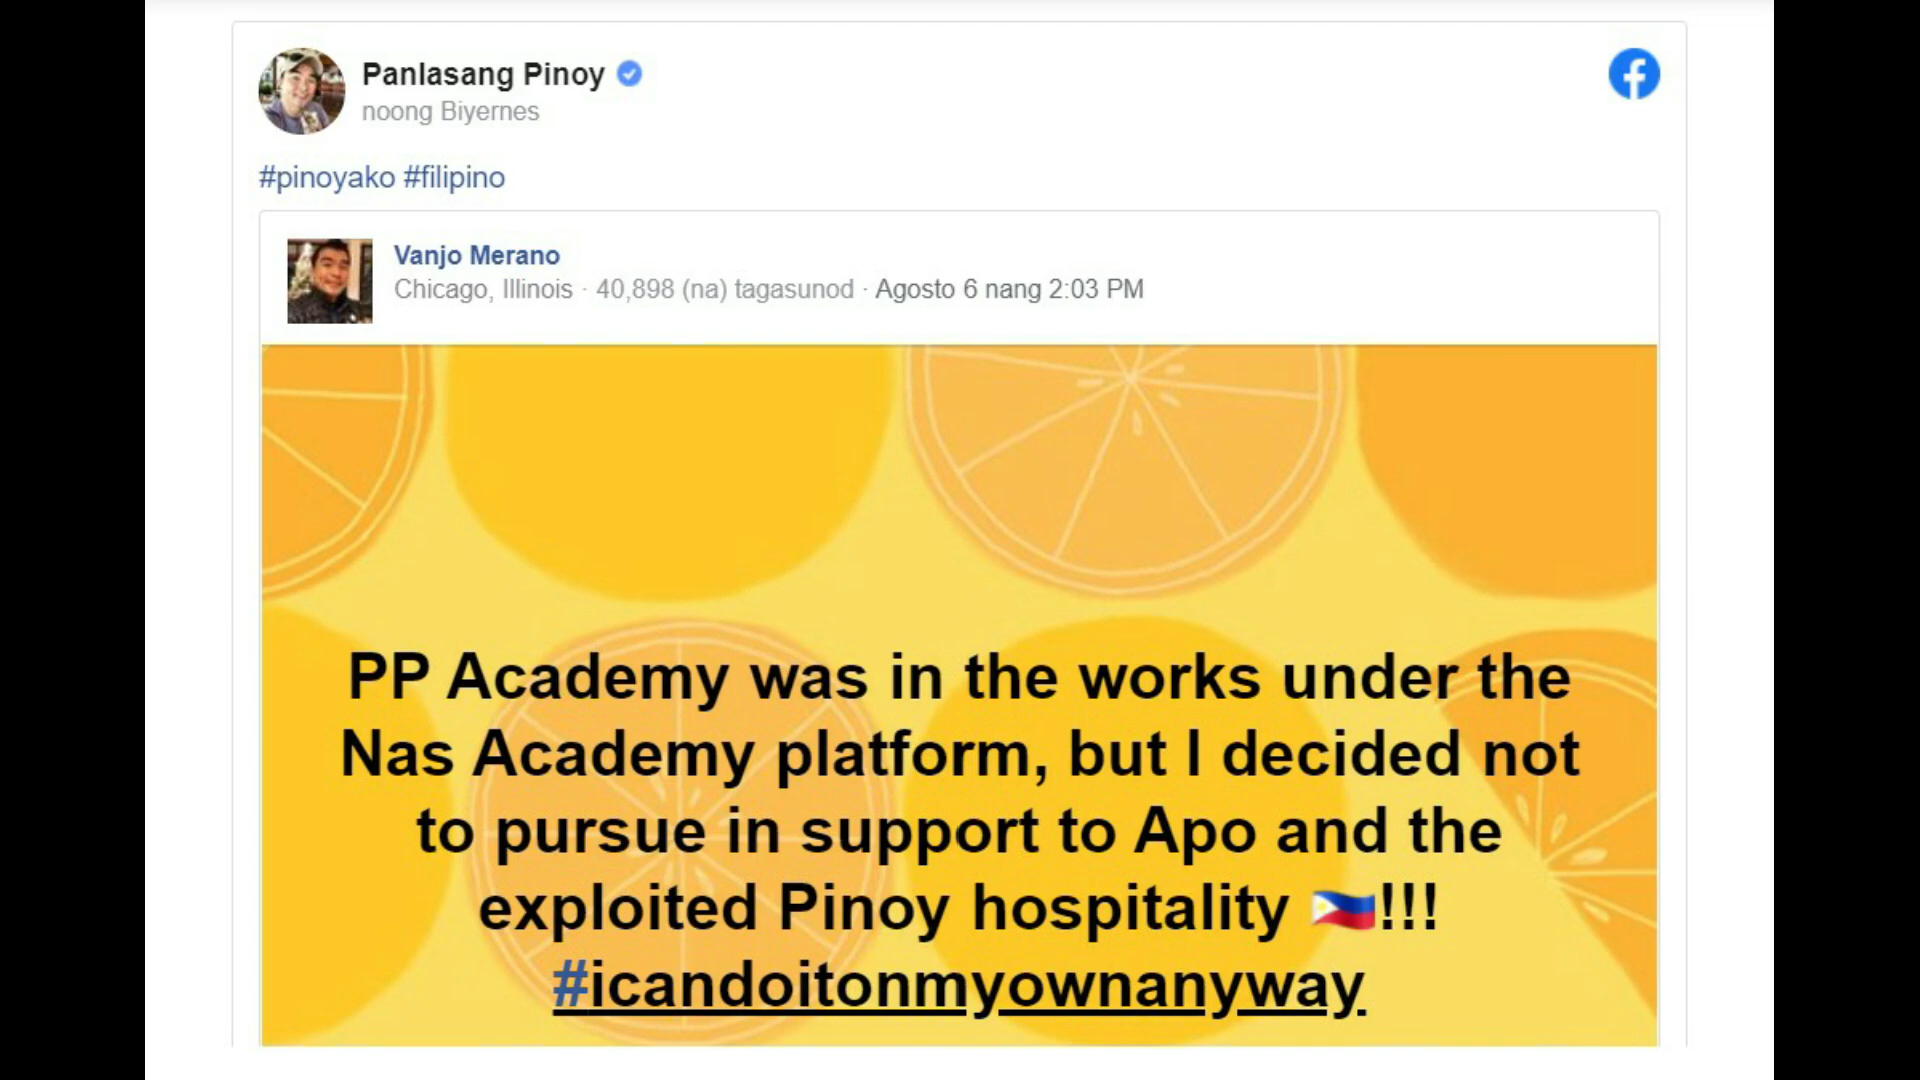 Panlasang Pinoy
noong Biyernes
#pinoyako #filipino
Vanjo Merano
Chicago, Illinois · 40,898 (na) tagasunod · Agosto 6 nang 2:03 PM
PP Academy was in the works under the
Nas Academy platform, but I decided not
to pursue in support to Apo and the
exploited Pinoy hospitality 🇵🇭!!!
#icandoitonmyownanyway.